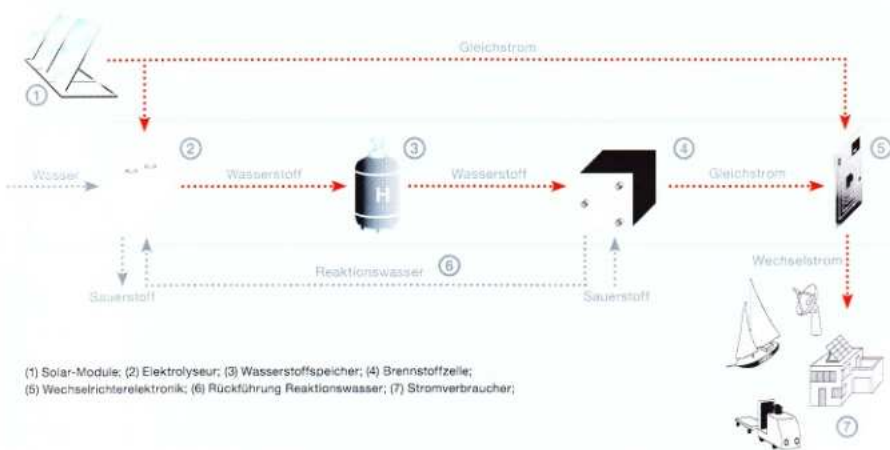 Gleichstrom
(1)
(2)
(3)
(4)
(5)
Wasser
Wasserstoff
H
Wasserstoff
Gleichstrom
Reaktionswasser (6)
Wechselstrom
Sauerstoff
Sauerstoff
(1) Solar-Module; (2) Elektrolyseur; (3) Wasserstoffspeicher; (4) Brennstoffzelle;
(5) Wechselrichterelektronik; (6) Rückführung Reaktionswasser; (7) Stromverbraucher;
(7)